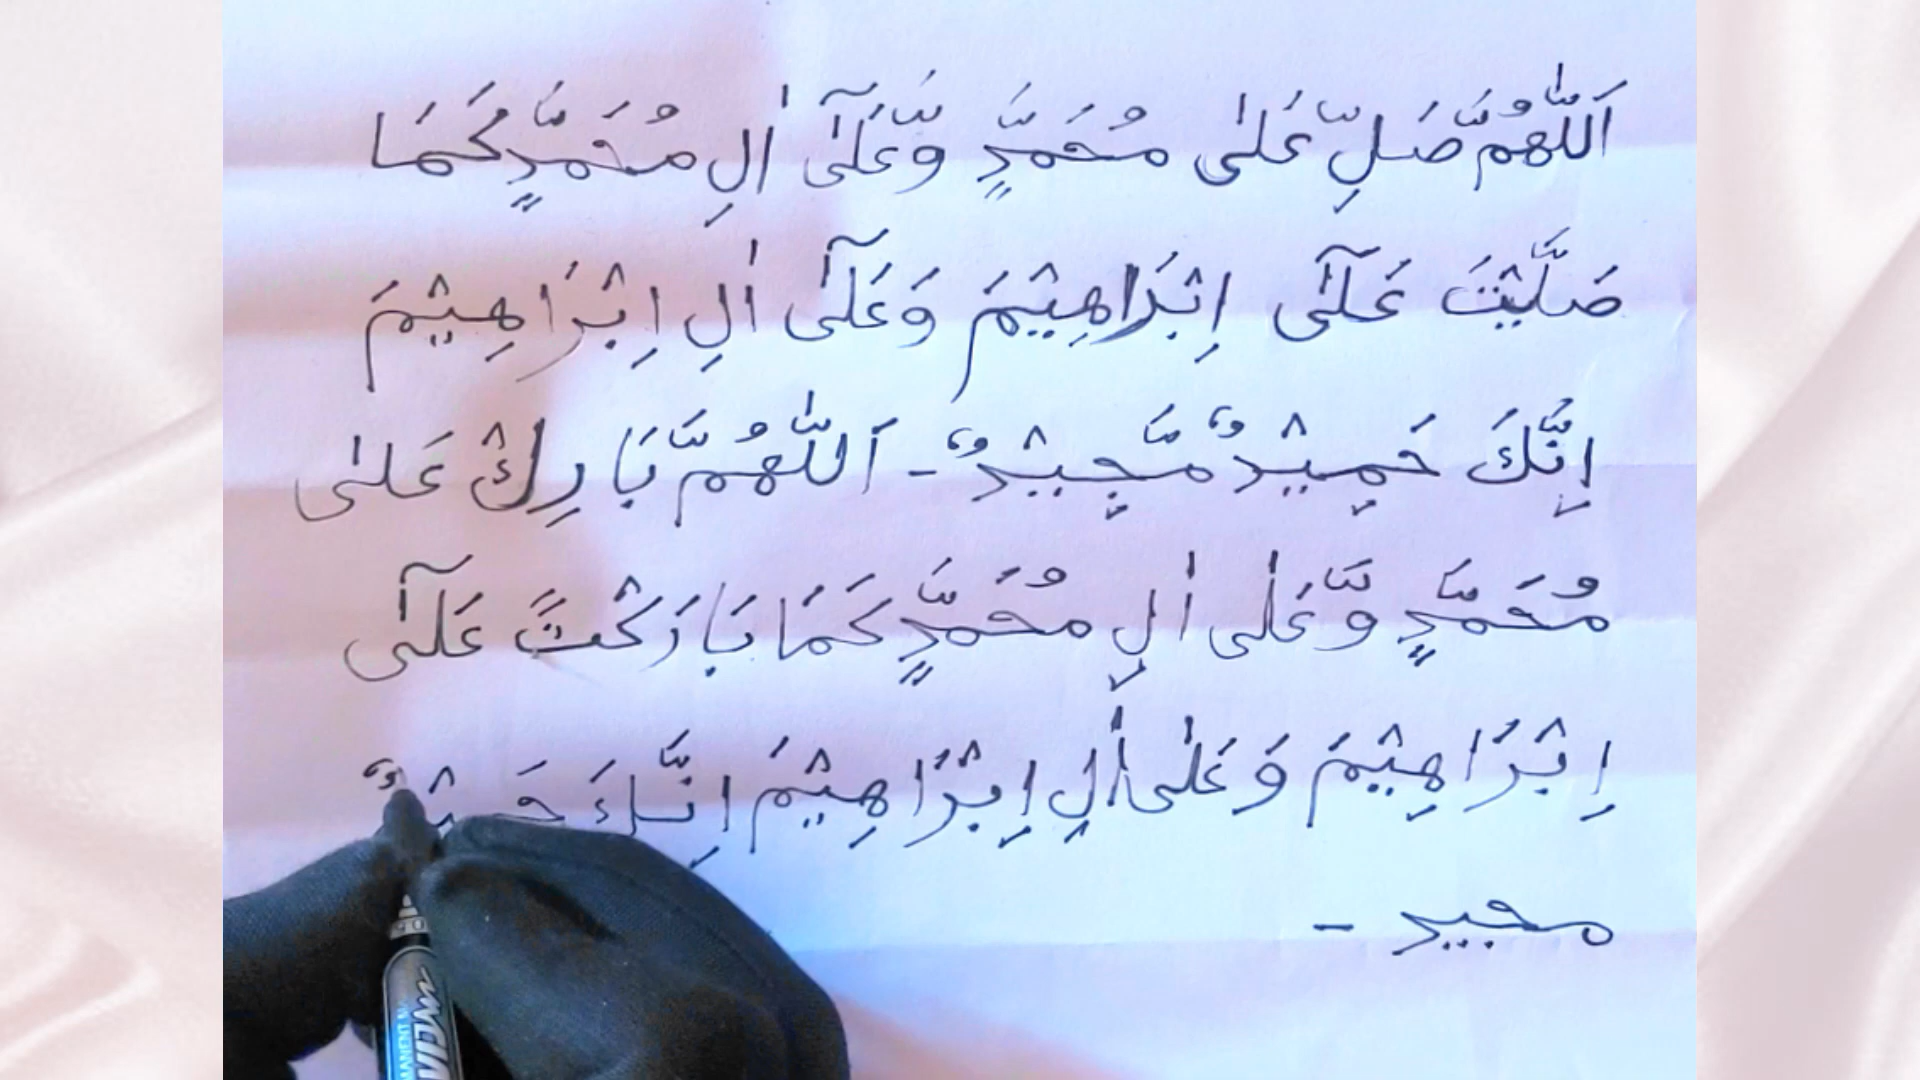 اَللّٰهُمَّ صَلِّ عَلٰى مُحَمَّدٍ وَّعَلٰٓى اٰلِ مُحَمَّدٍ كَمَا
صَلَّيْتَ عَلٰٓى اِبْرَاهِيْمَ وَعَلٰٓى اٰلِ اِبْرَاهِيْمَ
اِنَّكَ حَمِيْدٌ مَّجِيْدٌ - اَللّٰهُمَّ بَارِكْ عَلٰى
مُحَمَّدٍ وَّعَلٰى اٰلِ مُحَمَّدٍ كَمَا بَارَكْتَ عَلٰٓى
اِبْرَاهِيْمَ وَعَلٰى اٰلِ اِبْرَاهِيْمَ اِنَّكَ
مجيد -